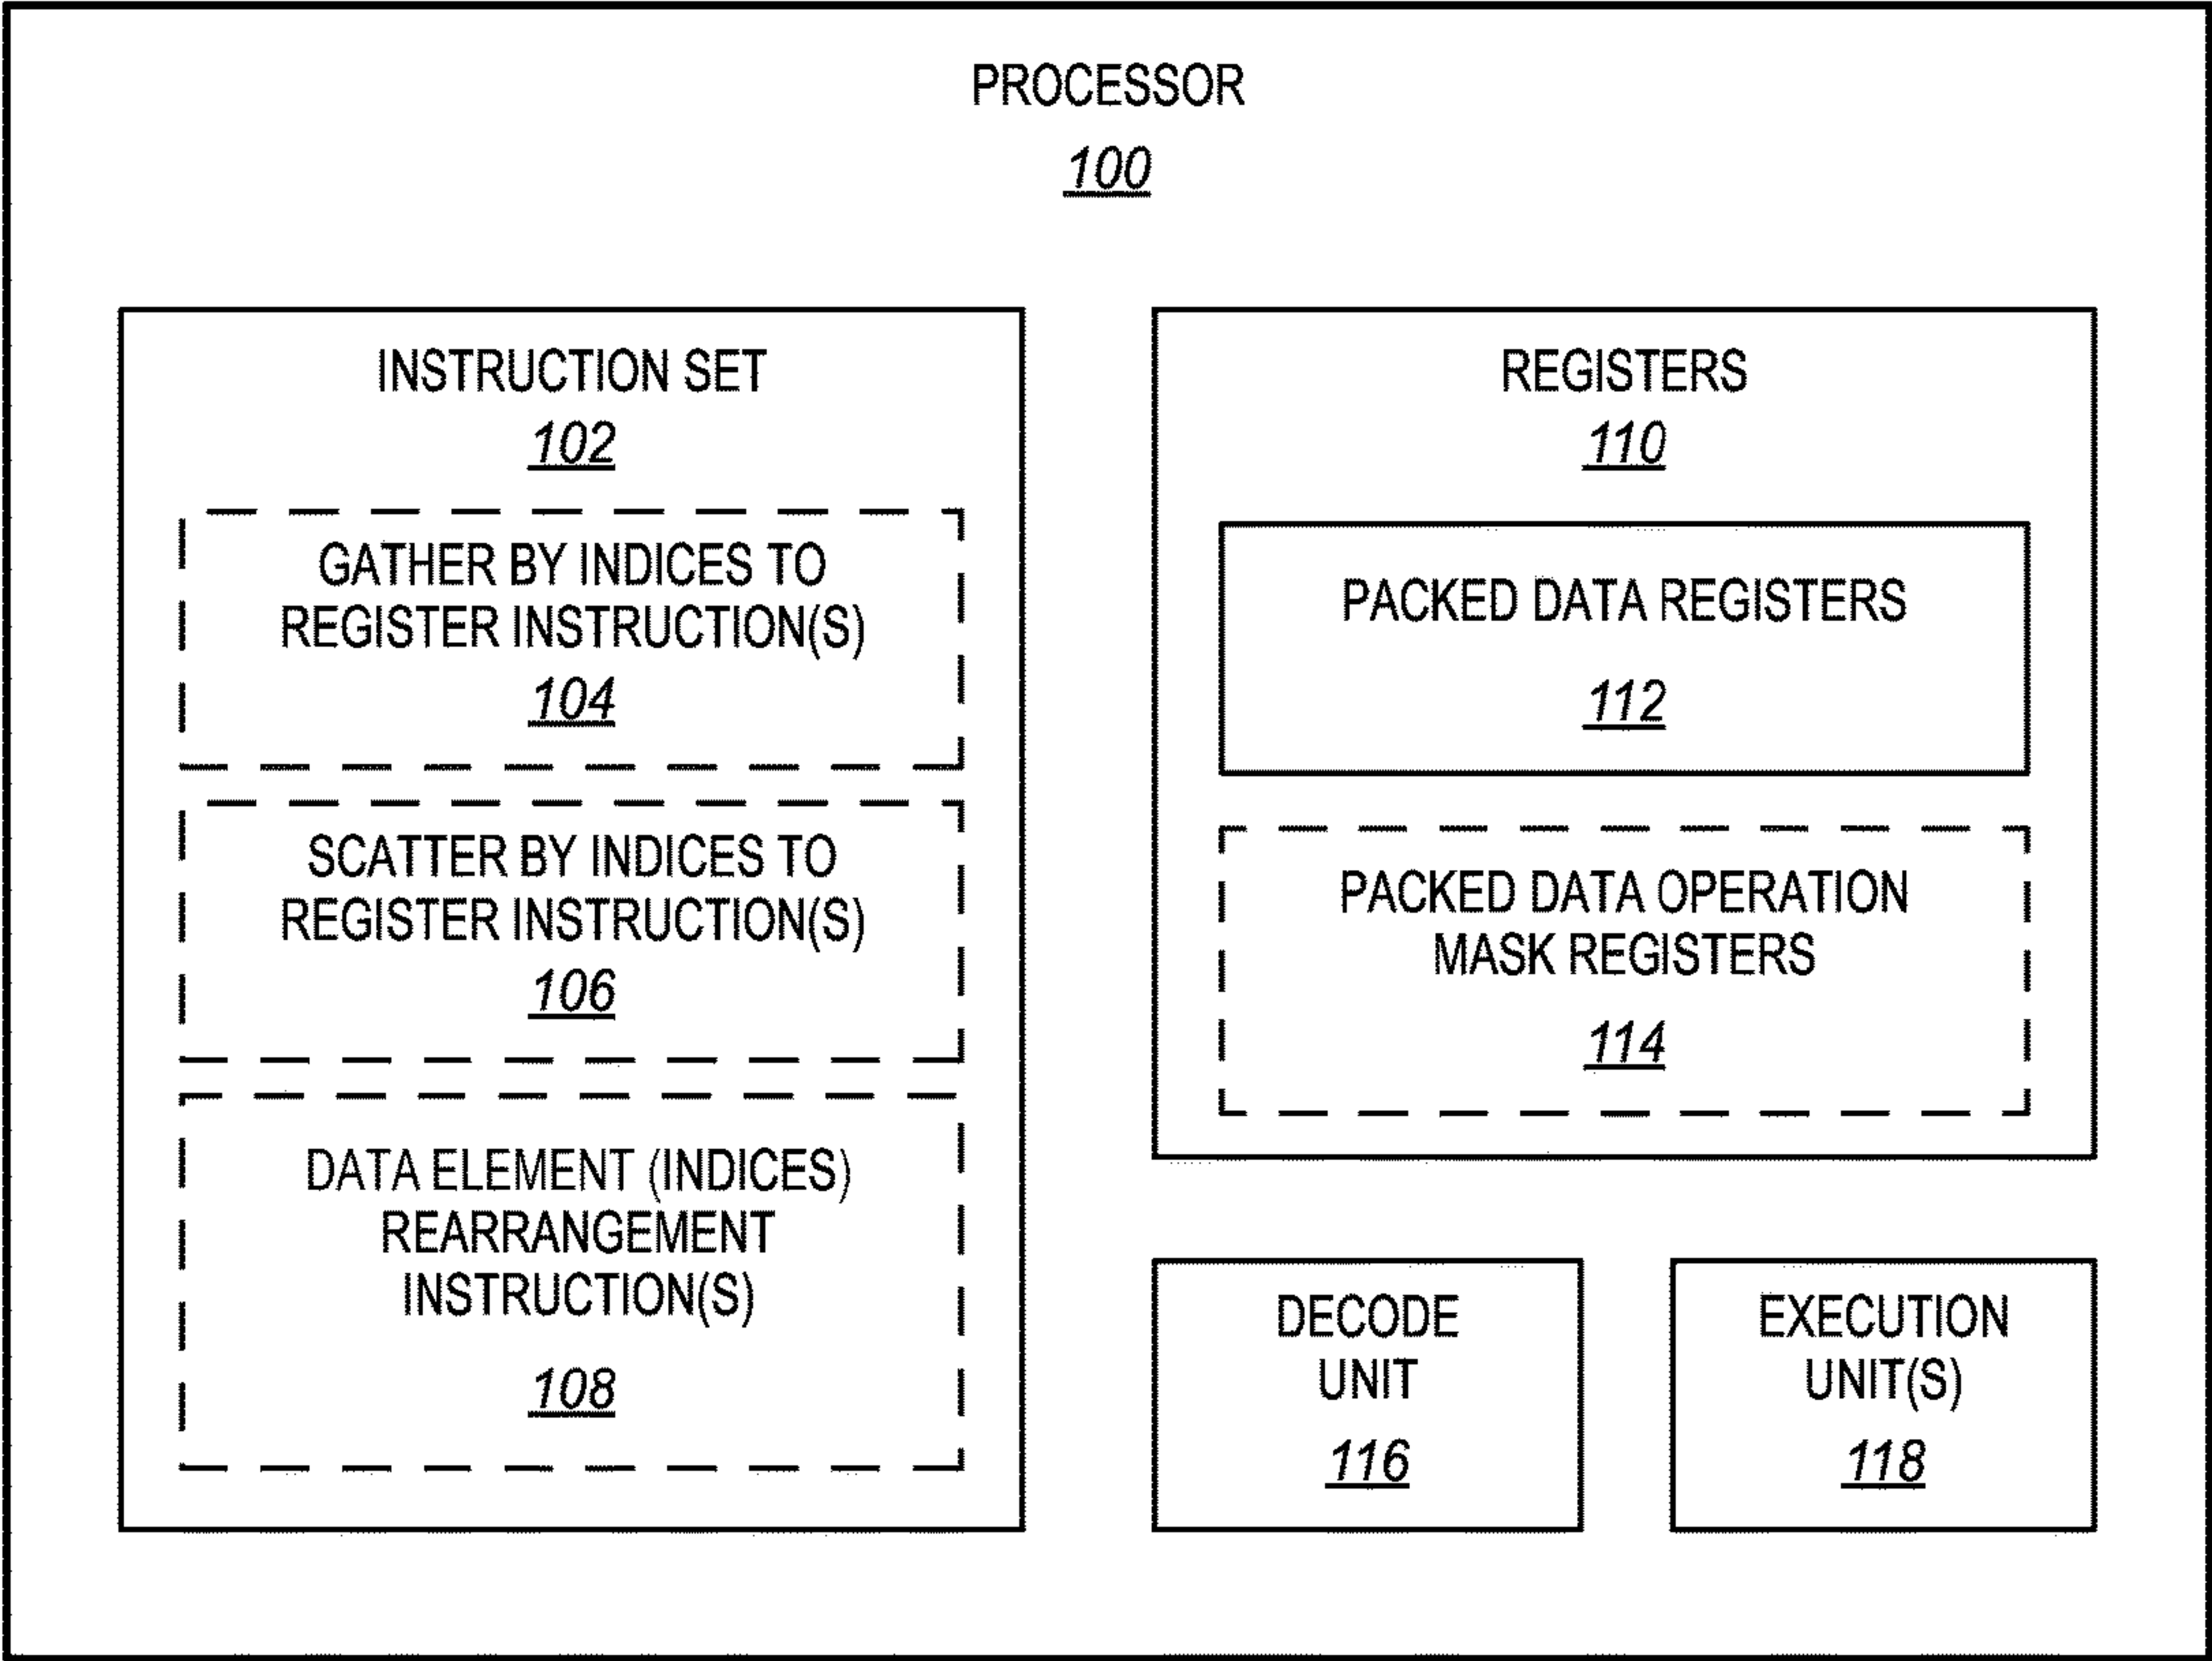 PROCESSOR
100
INSTRUCTION SET
102
GATHER BY INDICES TO
REGISTER INSTRUCTION(S)
104
SCATTER BY INDICES TO
REGISTER INSTRUCTION(S)
106
DATA ELEMENT (INDICES)
REARRANGEMENT
INSTRUCTION(S)
108
REGISTERS
110
PACKED DATA REGISTERS
112
PACKED DATA OPERATION
MASK REGISTERS
114
DECODE
UNIT
116
EXECUTION
UNIT(S)
118